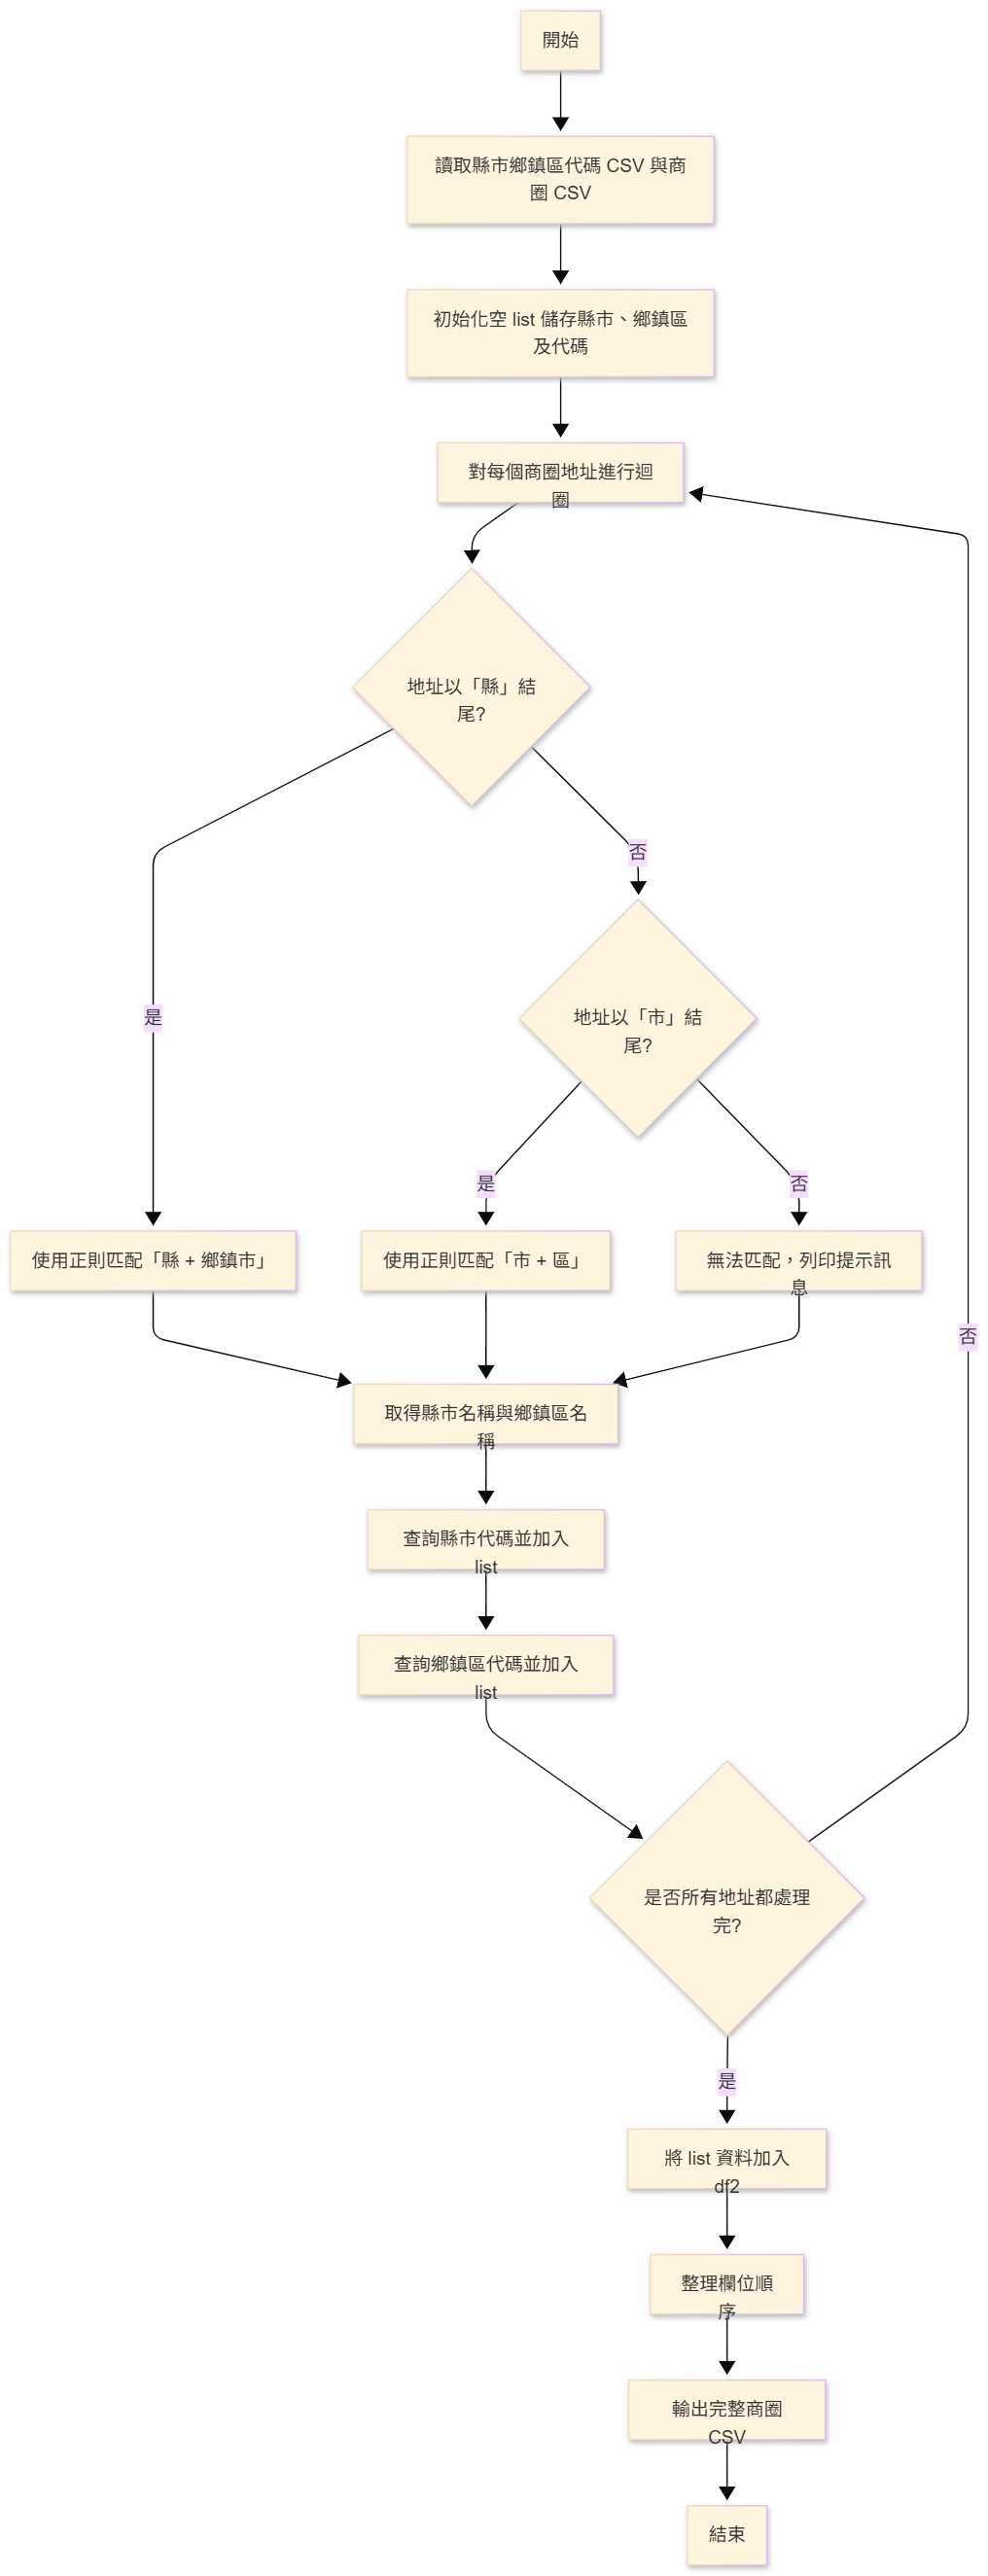 開始
讀取縣市鄉鎮區代碼 CSV 與商
圈 CSV
初始化空 list 儲存縣市、鄉鎮區
及代碼
對每個商圈地址進行迴
圈
地址以「縣」結
尾?
否
地址以「市」結
尾?
是
是
否
使用正則匹配「縣 + 鄉鎮市」
使用正則匹配「市 + 區」
無法匹配，列印提示訊
息
否
取得縣市名稱與鄉鎮區名
稱
查詢縣市代碼並加入
list
查詢鄉鎮區代碼並加入
list
是否所有地址都處理
完?
是
將 list 資料加入
df2
整理欄位順
序
輸出完整商圈
CSV
結束